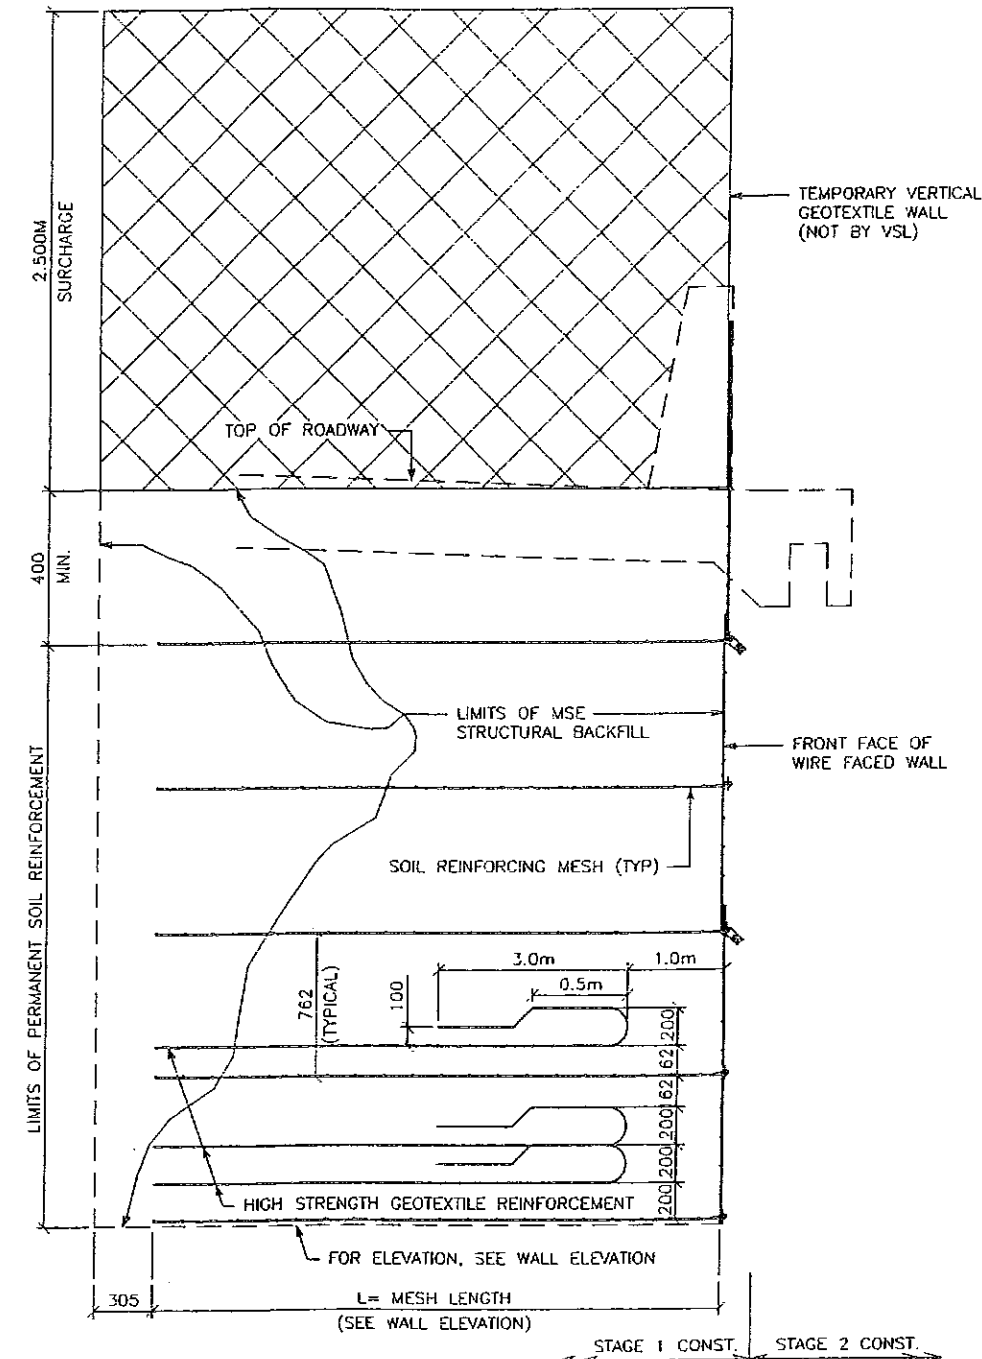 2.500M
SURCHARGE
TEMPORARY VERTICAL
GEOTEXTILE WALL
(NOT BY VSL)
TOP OF ROADWAY
400
MIN.
LIMITS OF MSE
STRUCTURAL BACKFILL
FRONT FACE OF
WIRE FACED WALL
SOIL REINFORCING MESH (TYP)
LIMITS OF PERMANENT SOIL REINFORCEMENT
762
(TYPICAL)
100
3.0m
1.0m
0.5m
200
62
162
200
200
200
HIGH STRENGTH GEOTEXTILE REINFORCEMENT
FOR ELEVATION, SEE WALL ELEVATION
305
L= MESH LENGTH
(SEE WALL ELEVATION)
STAGE 1 CONST.
STAGE 2 CONST.